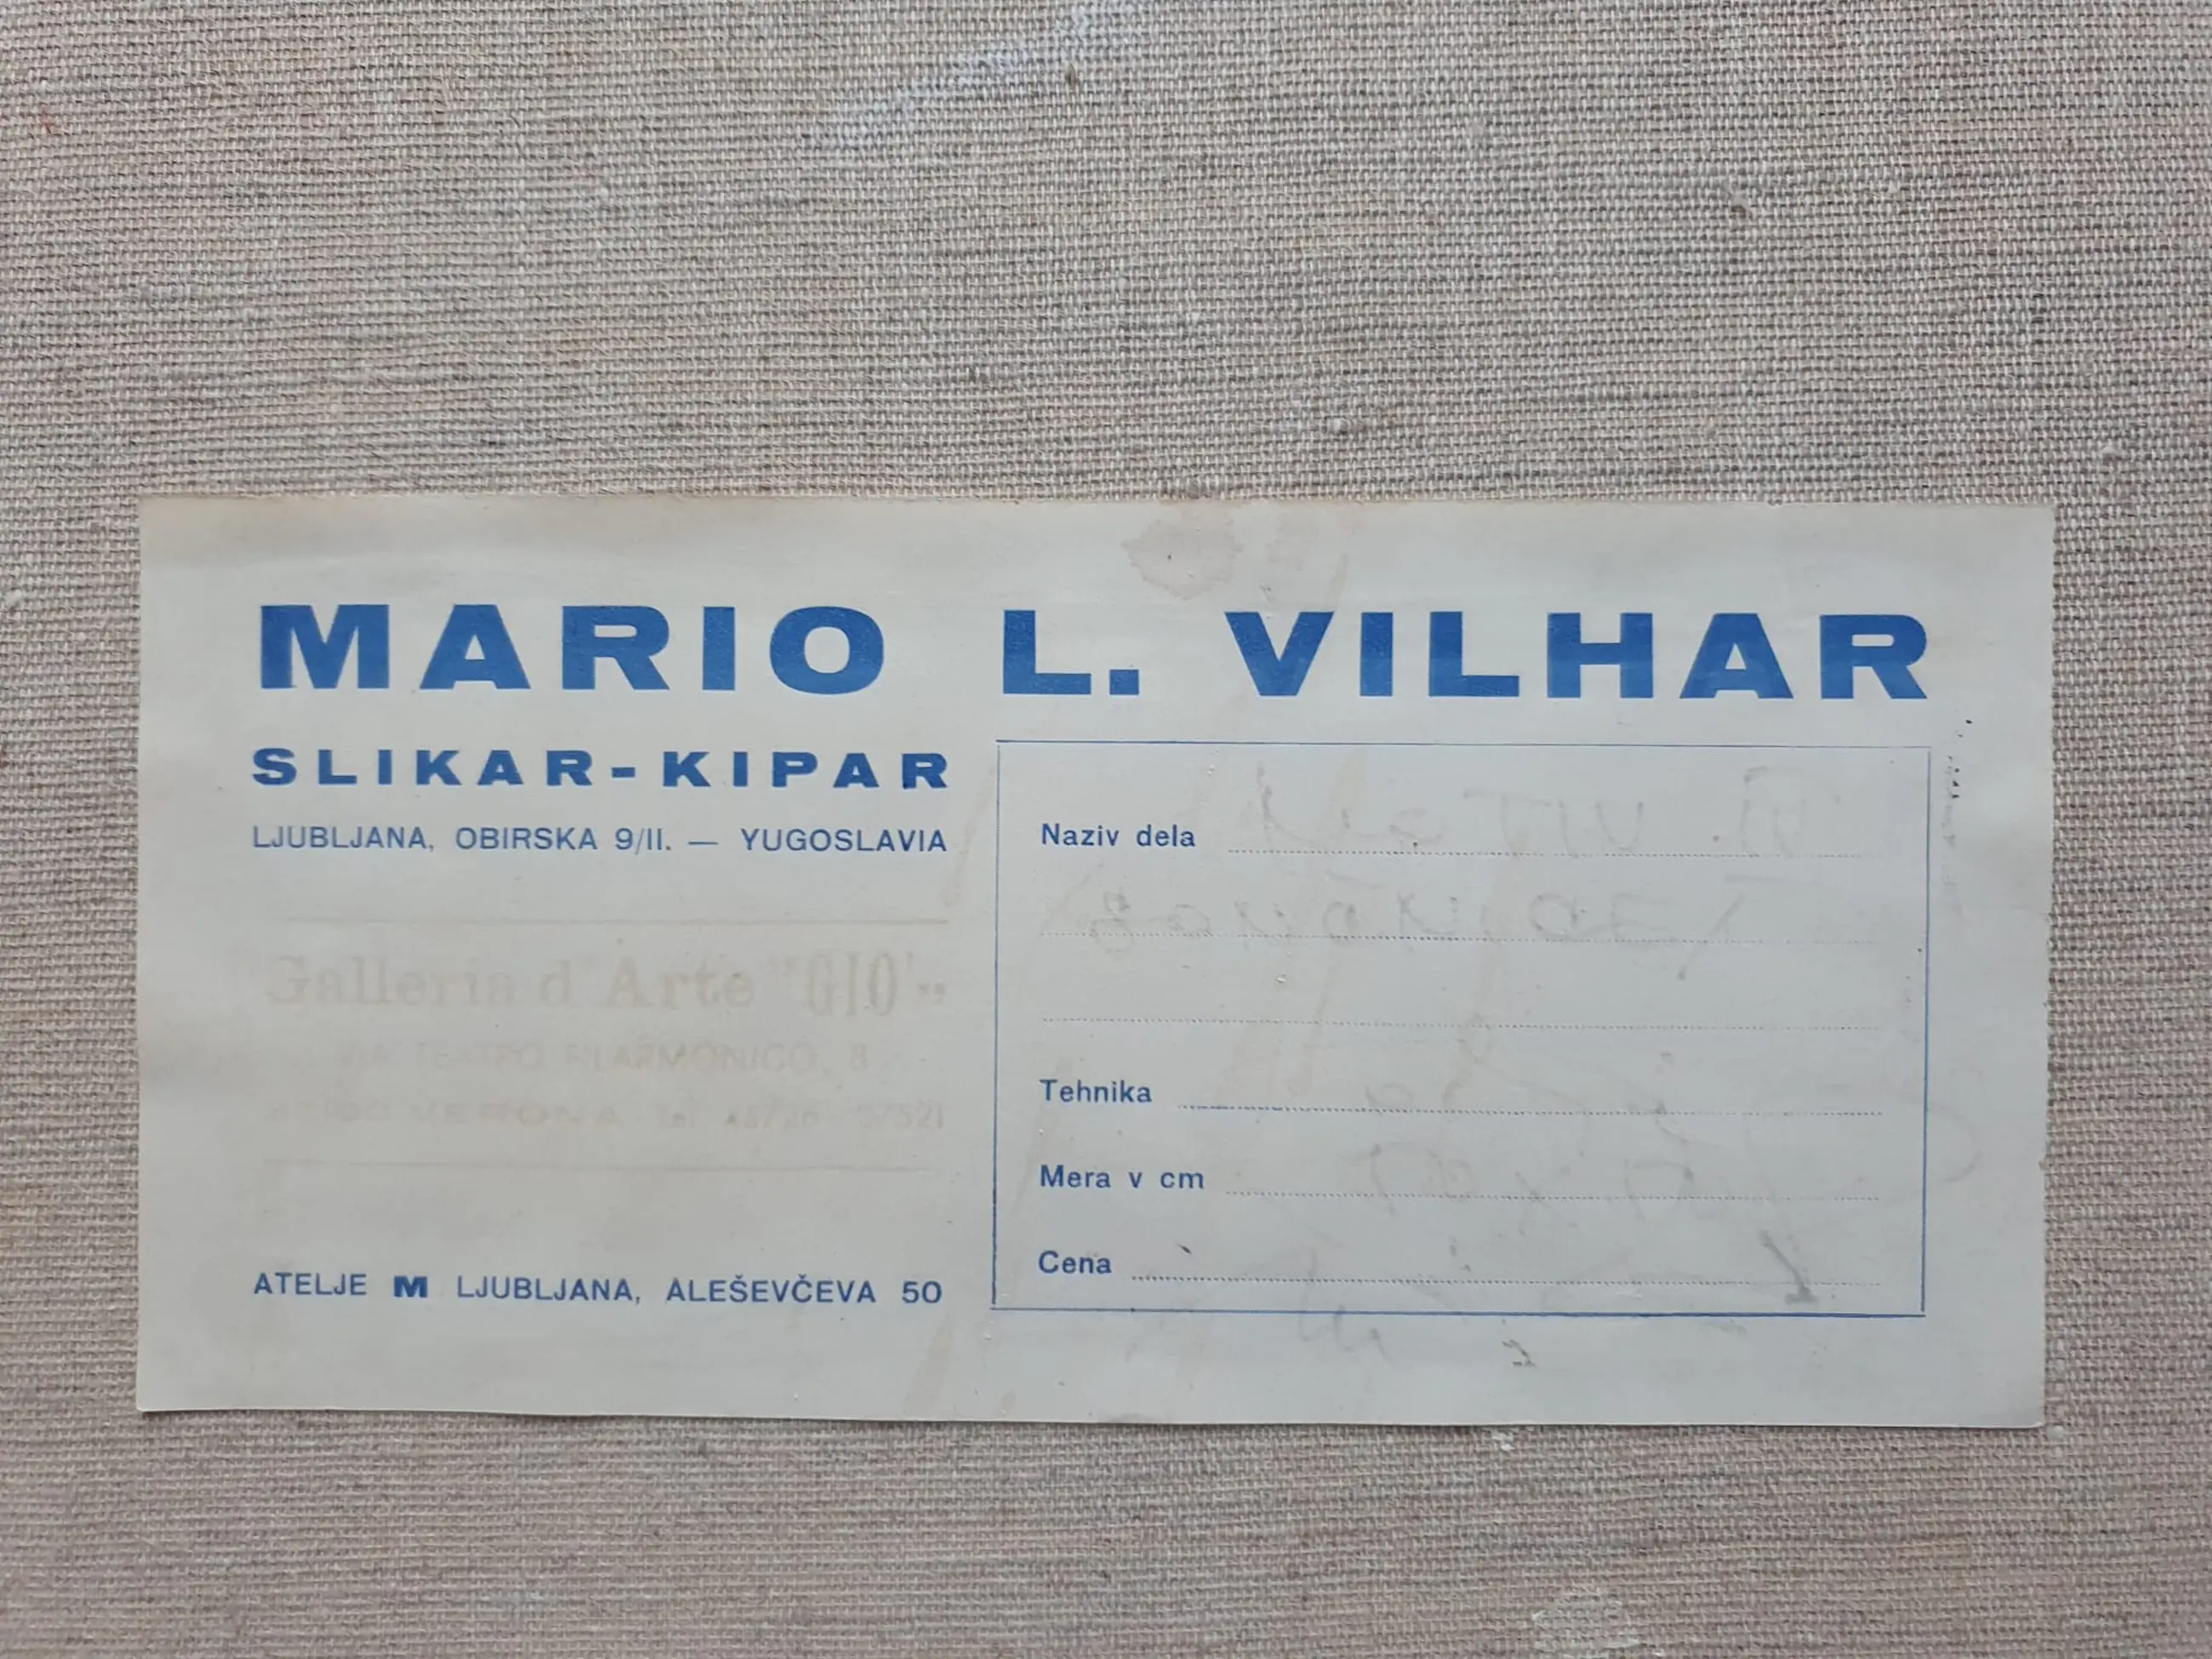 MARIO L. VILHAR
SLIKAR-KIPAR
LJUBLJANA, OBIRSKA 9/II. — YUGOSLAVIA
Galleria d'Arte "GIO'"
VIA TEATRO FILARMONICO, 8
VERONA Tel
ATELJE M LJUBLJANA, ALEŠEVČEVA 50
Naziv dela
Tehnika
Mera v cm
Cena